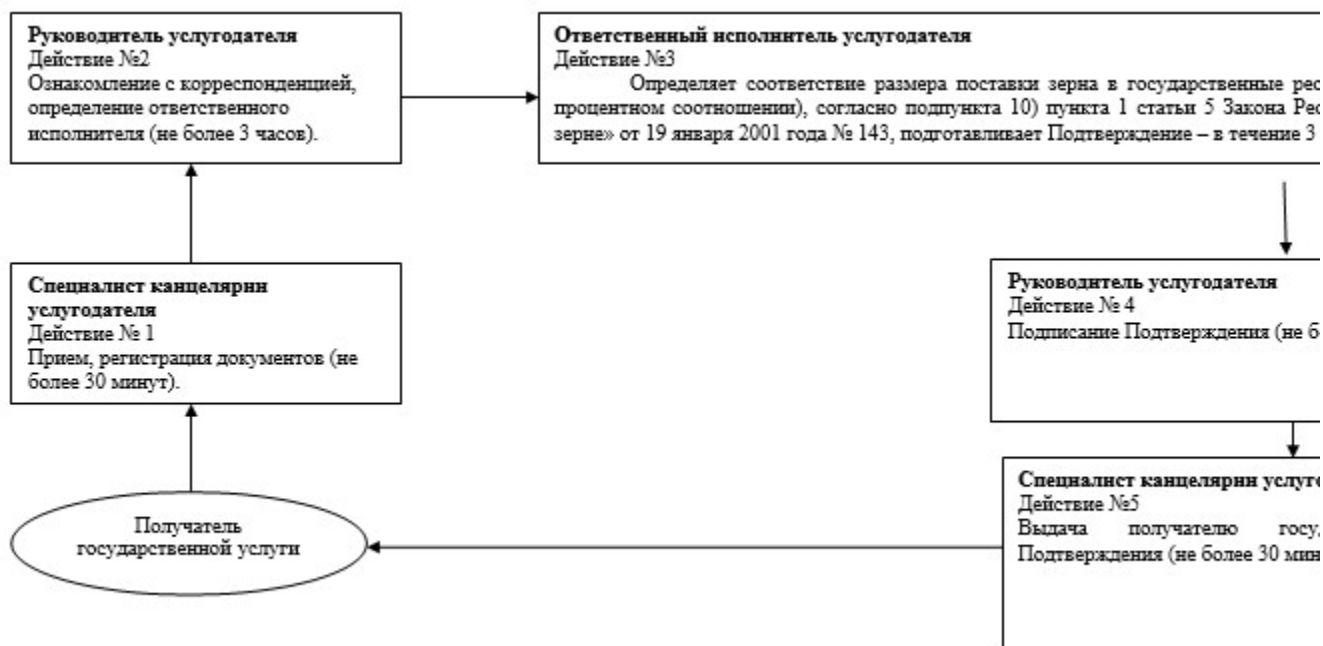 Руководитель услугодателя
Действие №2
Ознакомление с корреспонденцией,
определение ответственного
исполнителя (не более 3 часов).
Ответственный исполнитель услугодателя
Действие №3
Определяет соответствие размера поставки зерна в государственные рес
процентном соотношении), согласно подпункта 10) пункта 1 статьи 5 Закона Рес
зерне» от 19 января 2001 года № 143, подготавливает Подтверждение – в течение 3
Специалист канцелярии
услугодателя
Действие № 1
Прием, регистрация документов (не
более 30 минут).
Руководитель услугодателя
Действие № 4
Подписание Подтверждения (не б
Специалист канцелярии услуго
Действие №5
Выдача получателю госу
Подтверждения (не более 30 мин
Получатель
государственной услуги